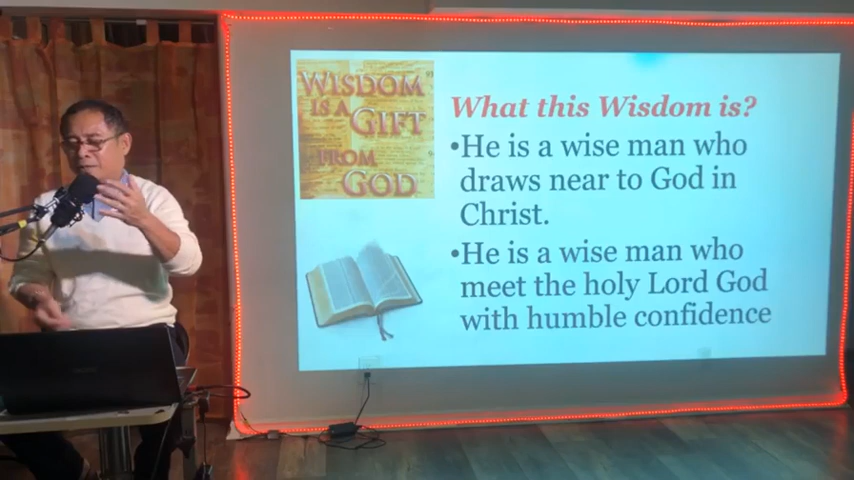 WISDOM
IS A
GIFT
FROM
GOD
What this Wisdom is?
•He is a wise man who
draws near to God in
Christ.
•He is a wise man who
meet the holy Lord God
with humble confidence